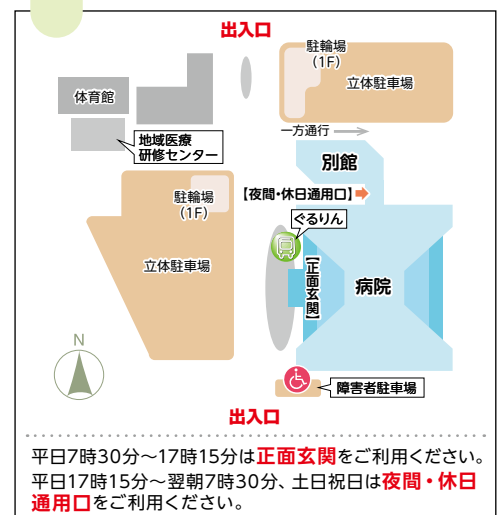 出入口
駐輪場
(1F)
立体駐車場
体育館
一方通行
地域医療
研修センター
別館
駐輪場
(1F)
【夜間・休日通用口】
ぐるりん
立体駐車場
【正面玄関】
病院
N
障害者駐車場
出入口
平日7時30分～17時15分は正面玄関をご利用ください。
平日17時15分～翌朝7時30分、土日祝日は夜間・休日
通用口をご利用ください。